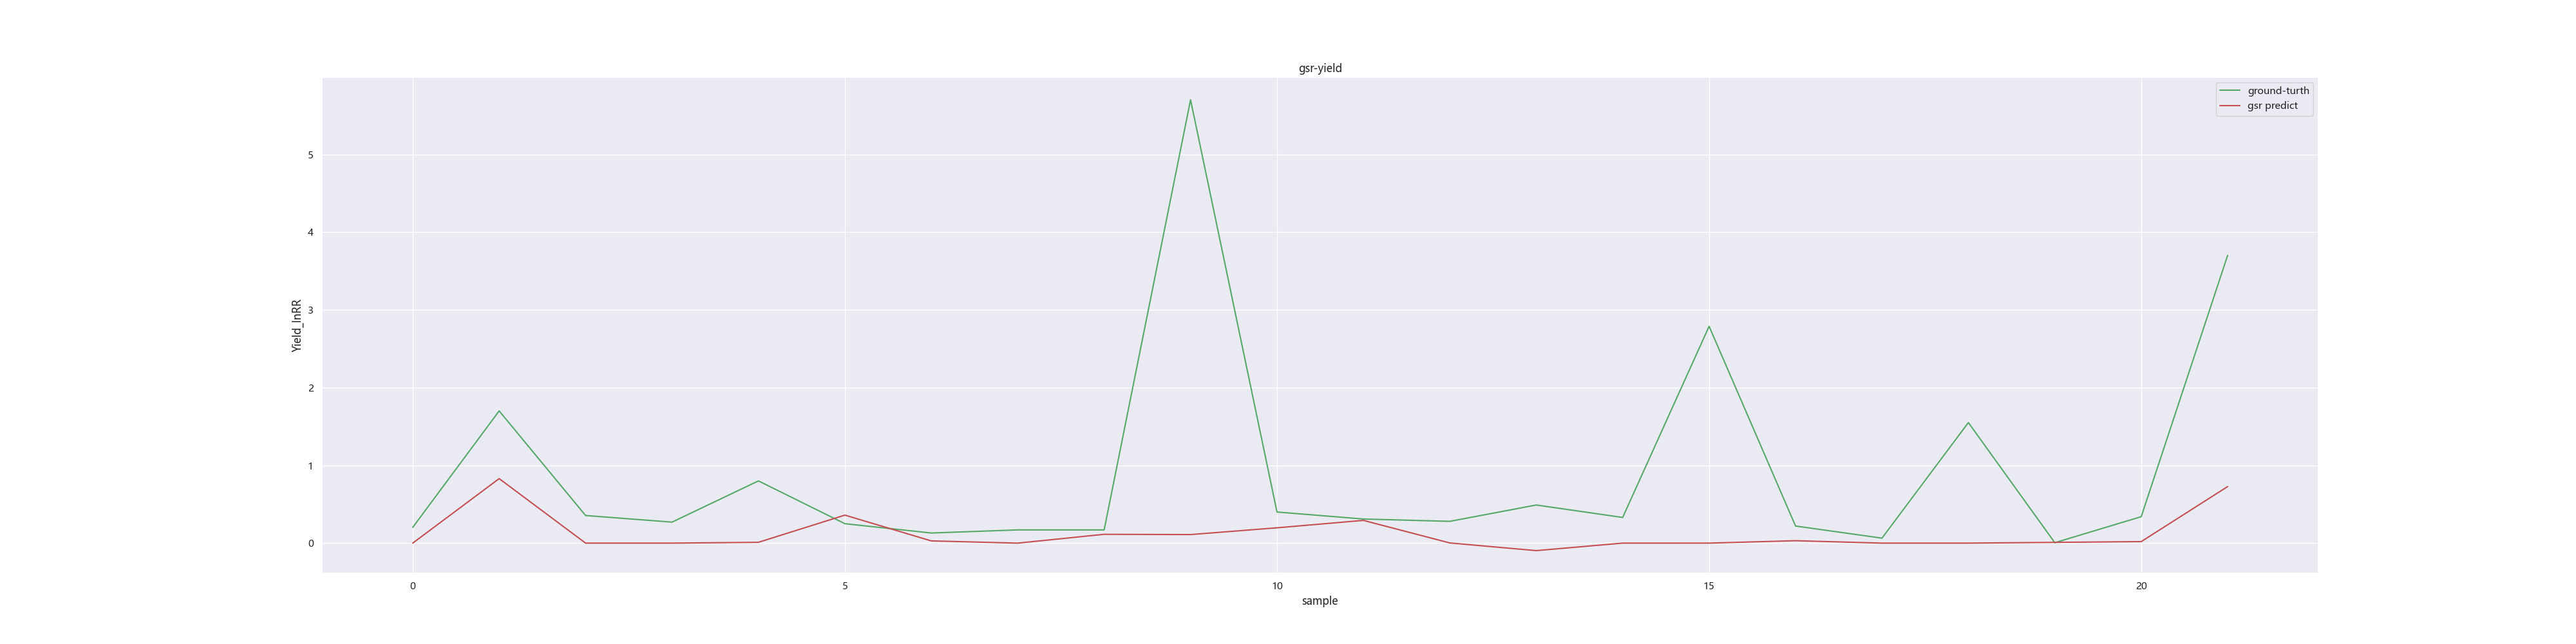 gsr-yield
ground-turth
gsr predict
5
4
3
2
1
0
Yield_lnRR
0 5 10 15 20
sample